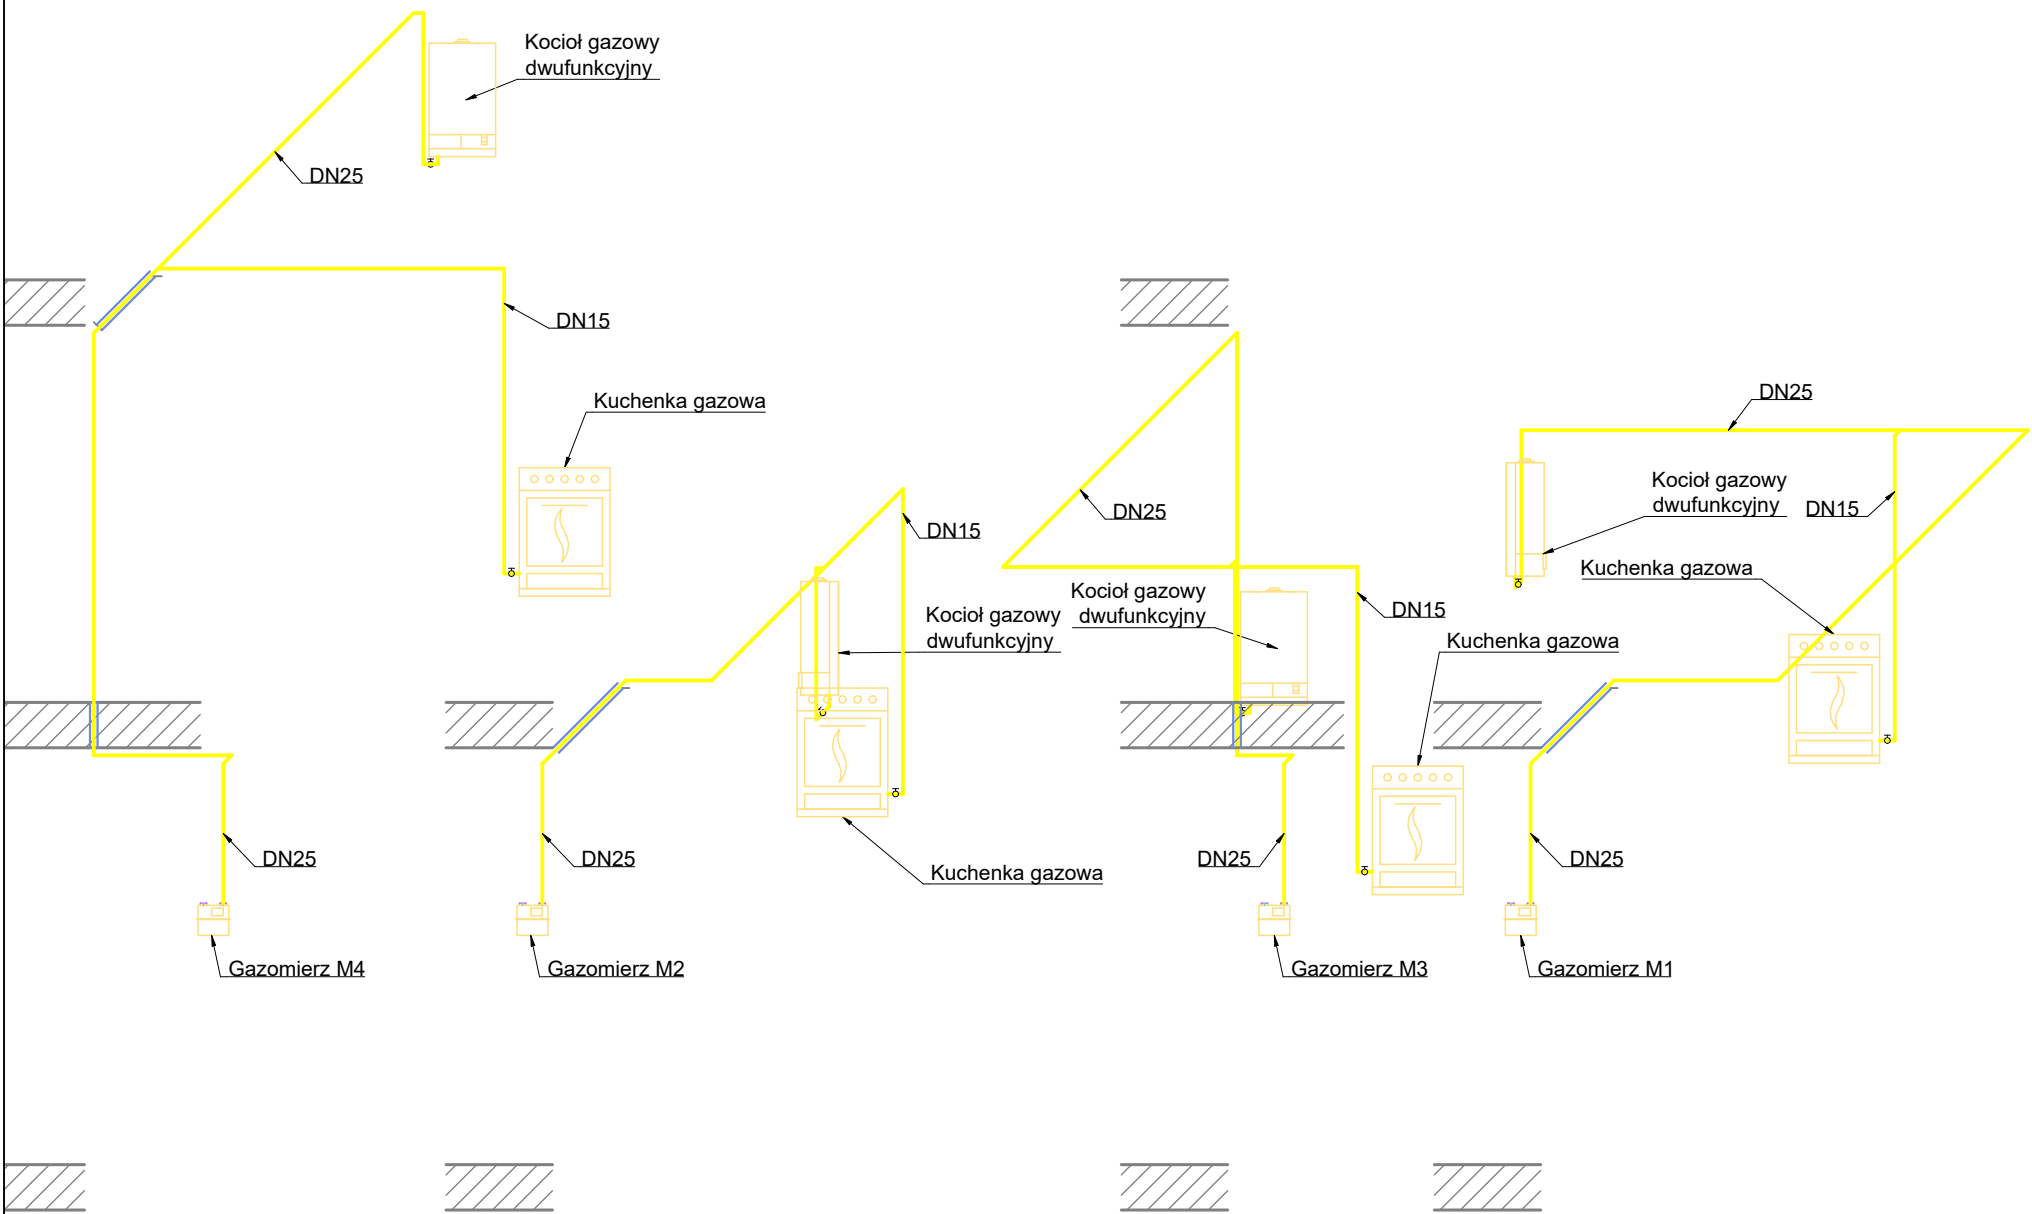 Kocioł gazowy
dwufunkcyjny
DN25
DN15
Kuchenka gazowa
DN25
DN15
Kocioł gazowy
dwufunkcyjny
DN25
DN15
Kuchenka gazowa
DN25
Kocioł gazowy
dwufunkcyjny
Kocioł gazowy
dwufunkcyjny
DN15
Kuchenka gazowa
DN25
DN25
Kuchenka gazowa
DN25
DN25
Gazomierz M4
Gazomierz M2
Gazomierz M3
Gazomierz M1